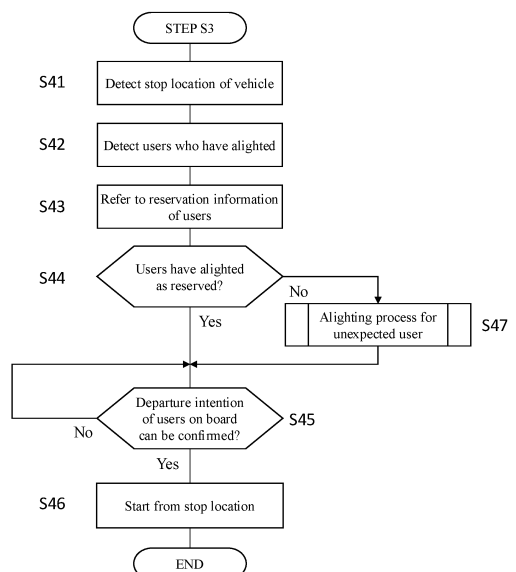 STEP S3
S41
Detect stop location of vehicle
S42
Detect users who have alighted
S43
Refer to reservation information
of users
S44
Users have alighted
as reserved?
No
Yes
Alighting process for
unexpected user
S47
Departure intention
of users on board
can be confirmed?
S45
No
Yes
S46
Start from stop location
END